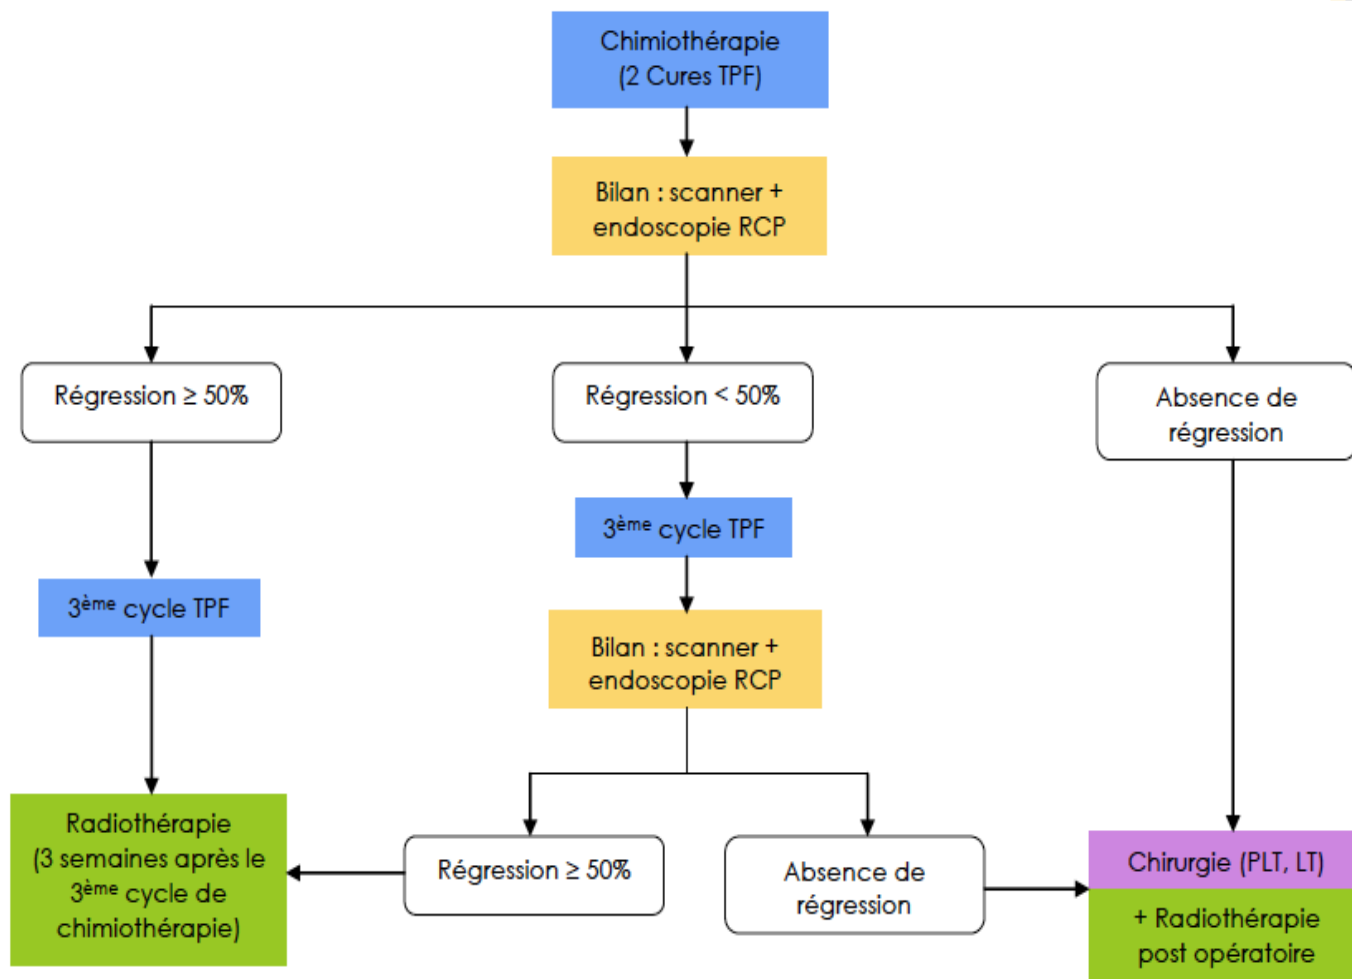 Chimiothérapie
(2 Cures TPF)
Bilan : scanner +
endoscopie RCP
Régression ≥ 50%
Régression < 50%
Absence de
régression
3ème cycle TPF
3ème cycle TPF
Bilan : scanner +
endoscopie RCP
Radiothérapie
(3 semaines après le
3ème cycle de
chimiothérapie)
Régression ≥ 50%
Absence de
régression
Chirurgie (PLT, LT)
+ Radiothérapie
post opératoire